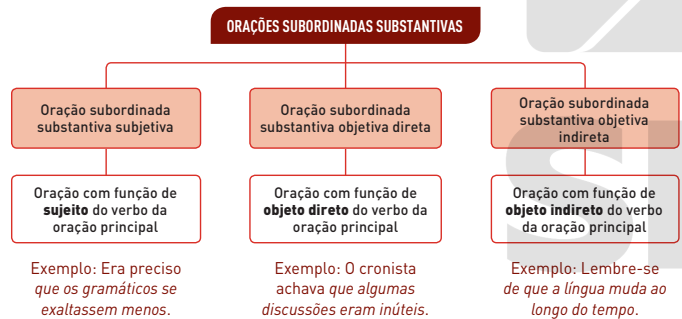 ORAÇÕES SUBORDINADAS SUBSTANTIVAS
Oração subordinada
substantiva subjetiva
Oração com função de
sujeito do verbo da
oração principal
Exemplo: Era preciso
que os gramáticos se
exaltassem menos.
Oração subordinada
substantiva objetiva direta
Oração com função de
objeto direto do verbo da
oração principal
Exemplo: O cronista
achava que algumas
discussões eram inúteis.
Oração subordinada
substantiva objetiva
indireta
Oração com função de
objeto indireto do verbo
da oração principal
Exemplo: Lembre-se
de que a língua muda ao
longo do tempo.